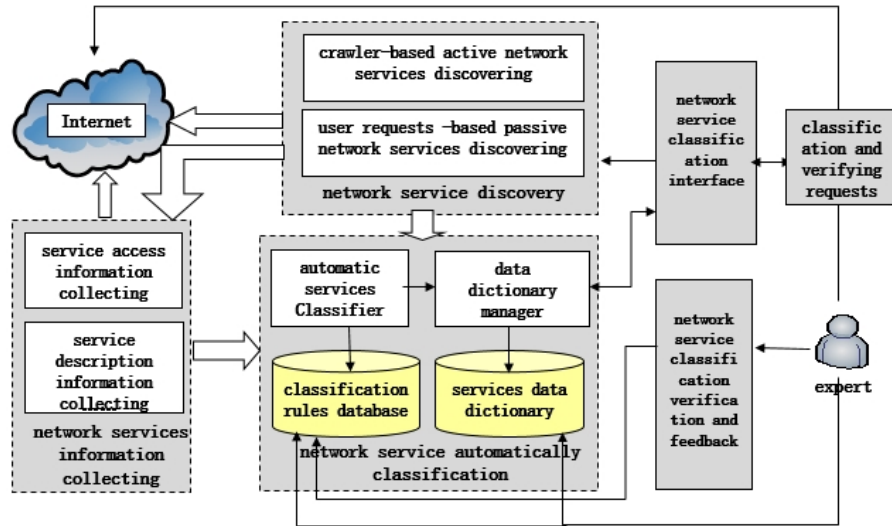 crawler-based active network
services discovering
Internet
user requests -based passive
network services discovering
network service discovery
network
service
classific
ation
interface
classific
ation and
verifying
requests
service access
information
collecting
service
description
information
collecting
......
network services
information
collecting
automatic
services
Classifier
data
dictionary
manager
classification
rules database
services data
dictionary
network service automatically
classification
network
service
classifi
cation
verific
ation and
feedback
expert